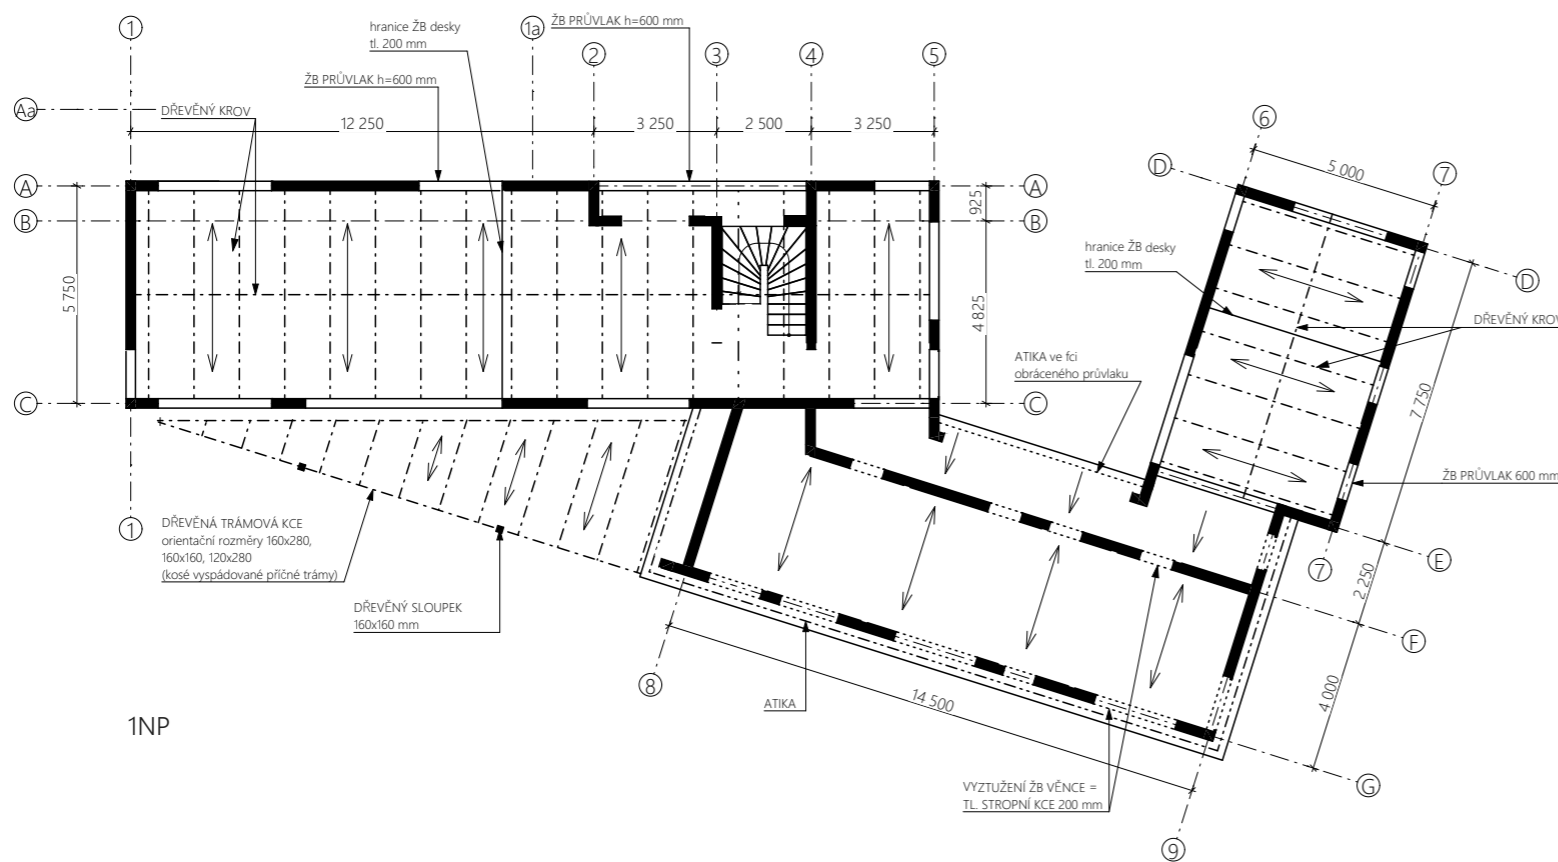 1
1a
2
3
4
5
hranice ŽB desky
tl. 200 mm
ŽB PRŮVLAK h=600 mm
ŽB PRŮVLAK h=600 mm
Aa
DŘEVĚNÝ KROV
12 250
3 250
2 500
3 250
6
5 000
7
D
D
A
A
B
B
925
5 750
4 825
hranice ŽB desky
tl. 200 mm
DŘEVĚNÝ KROV
ATIKA ve fci
obráceného průvlaku
7 750
C
C
ŽB PRŮVLAK 600 mm
1
DŘEVĚNÁ TRÁMOVÁ KCE
orientační rozměry 160x280,
160x160, 120x280
(kosé vyspádované příčné trámy)
DŘEVĚNÝ SLOUPEK
160x160 mm
7
E
2 250
F
8
14 500
4 000
ATIKA
1NP
VYZTUŽENÍ ŽB VĚNCE =
TL. STROPNÍ KCE 200 mm
G
9